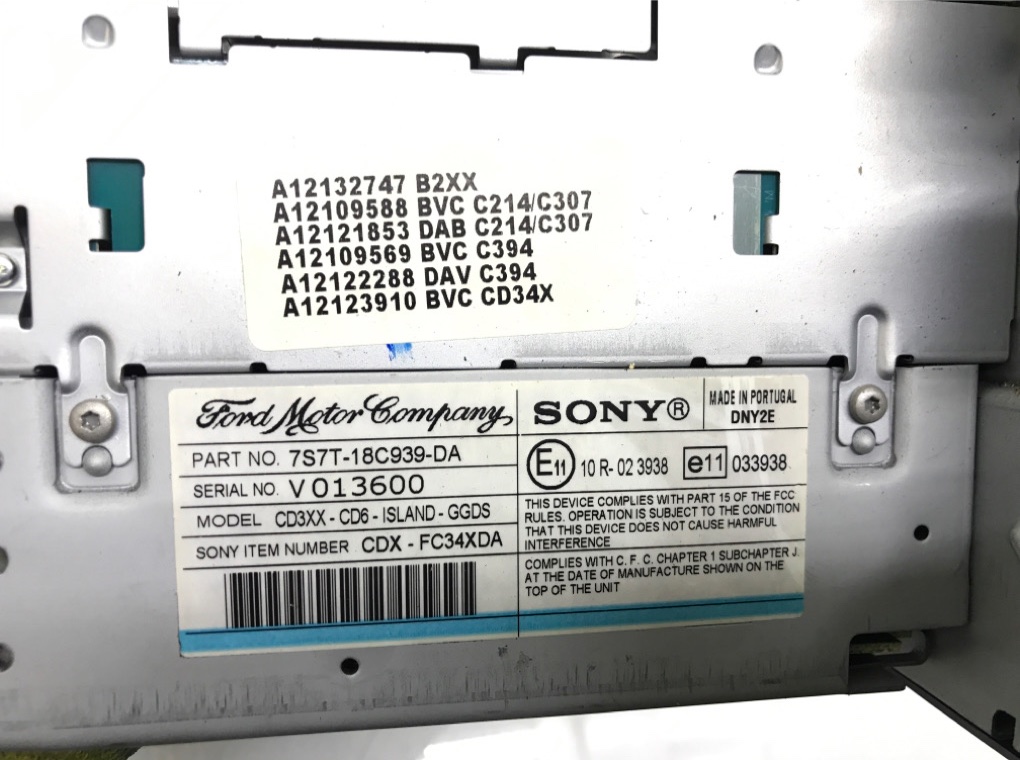 A12132747 B2XX
A12109588 BVC C214/C307
A12121853 DAB C214/C307
A12109569 BVC C394
A12122288 DAV C394
A12123910 BVC CD34X
Ford Motor Company
PART NO. 7S7T-18C939-DA
SERIAL NO. V013600
MODEL CD3XX - CD6 - ISLAND - GGDS
SONY ITEM NUMBER CDX - FC34XDA
SONY®
MADE IN PORTUGAL
DNY2E
E11 10 R- 02 3938 e11 033938
THIS DEVICE COMPLIES WITH PART 15 OF THE FCC
RULES. OPERATION IS SUBJECT TO THE CONDITION
THAT THIS DEVICE DOES NOT CAUSE HARMFUL
INTERFERENCE
COMPLIES WITH C. F. C. CHAPTER 1 SUBCHAPTER J.
AT THE DATE OF MANUFACTURE SHOWN ON THE
TOP OF THE UNIT